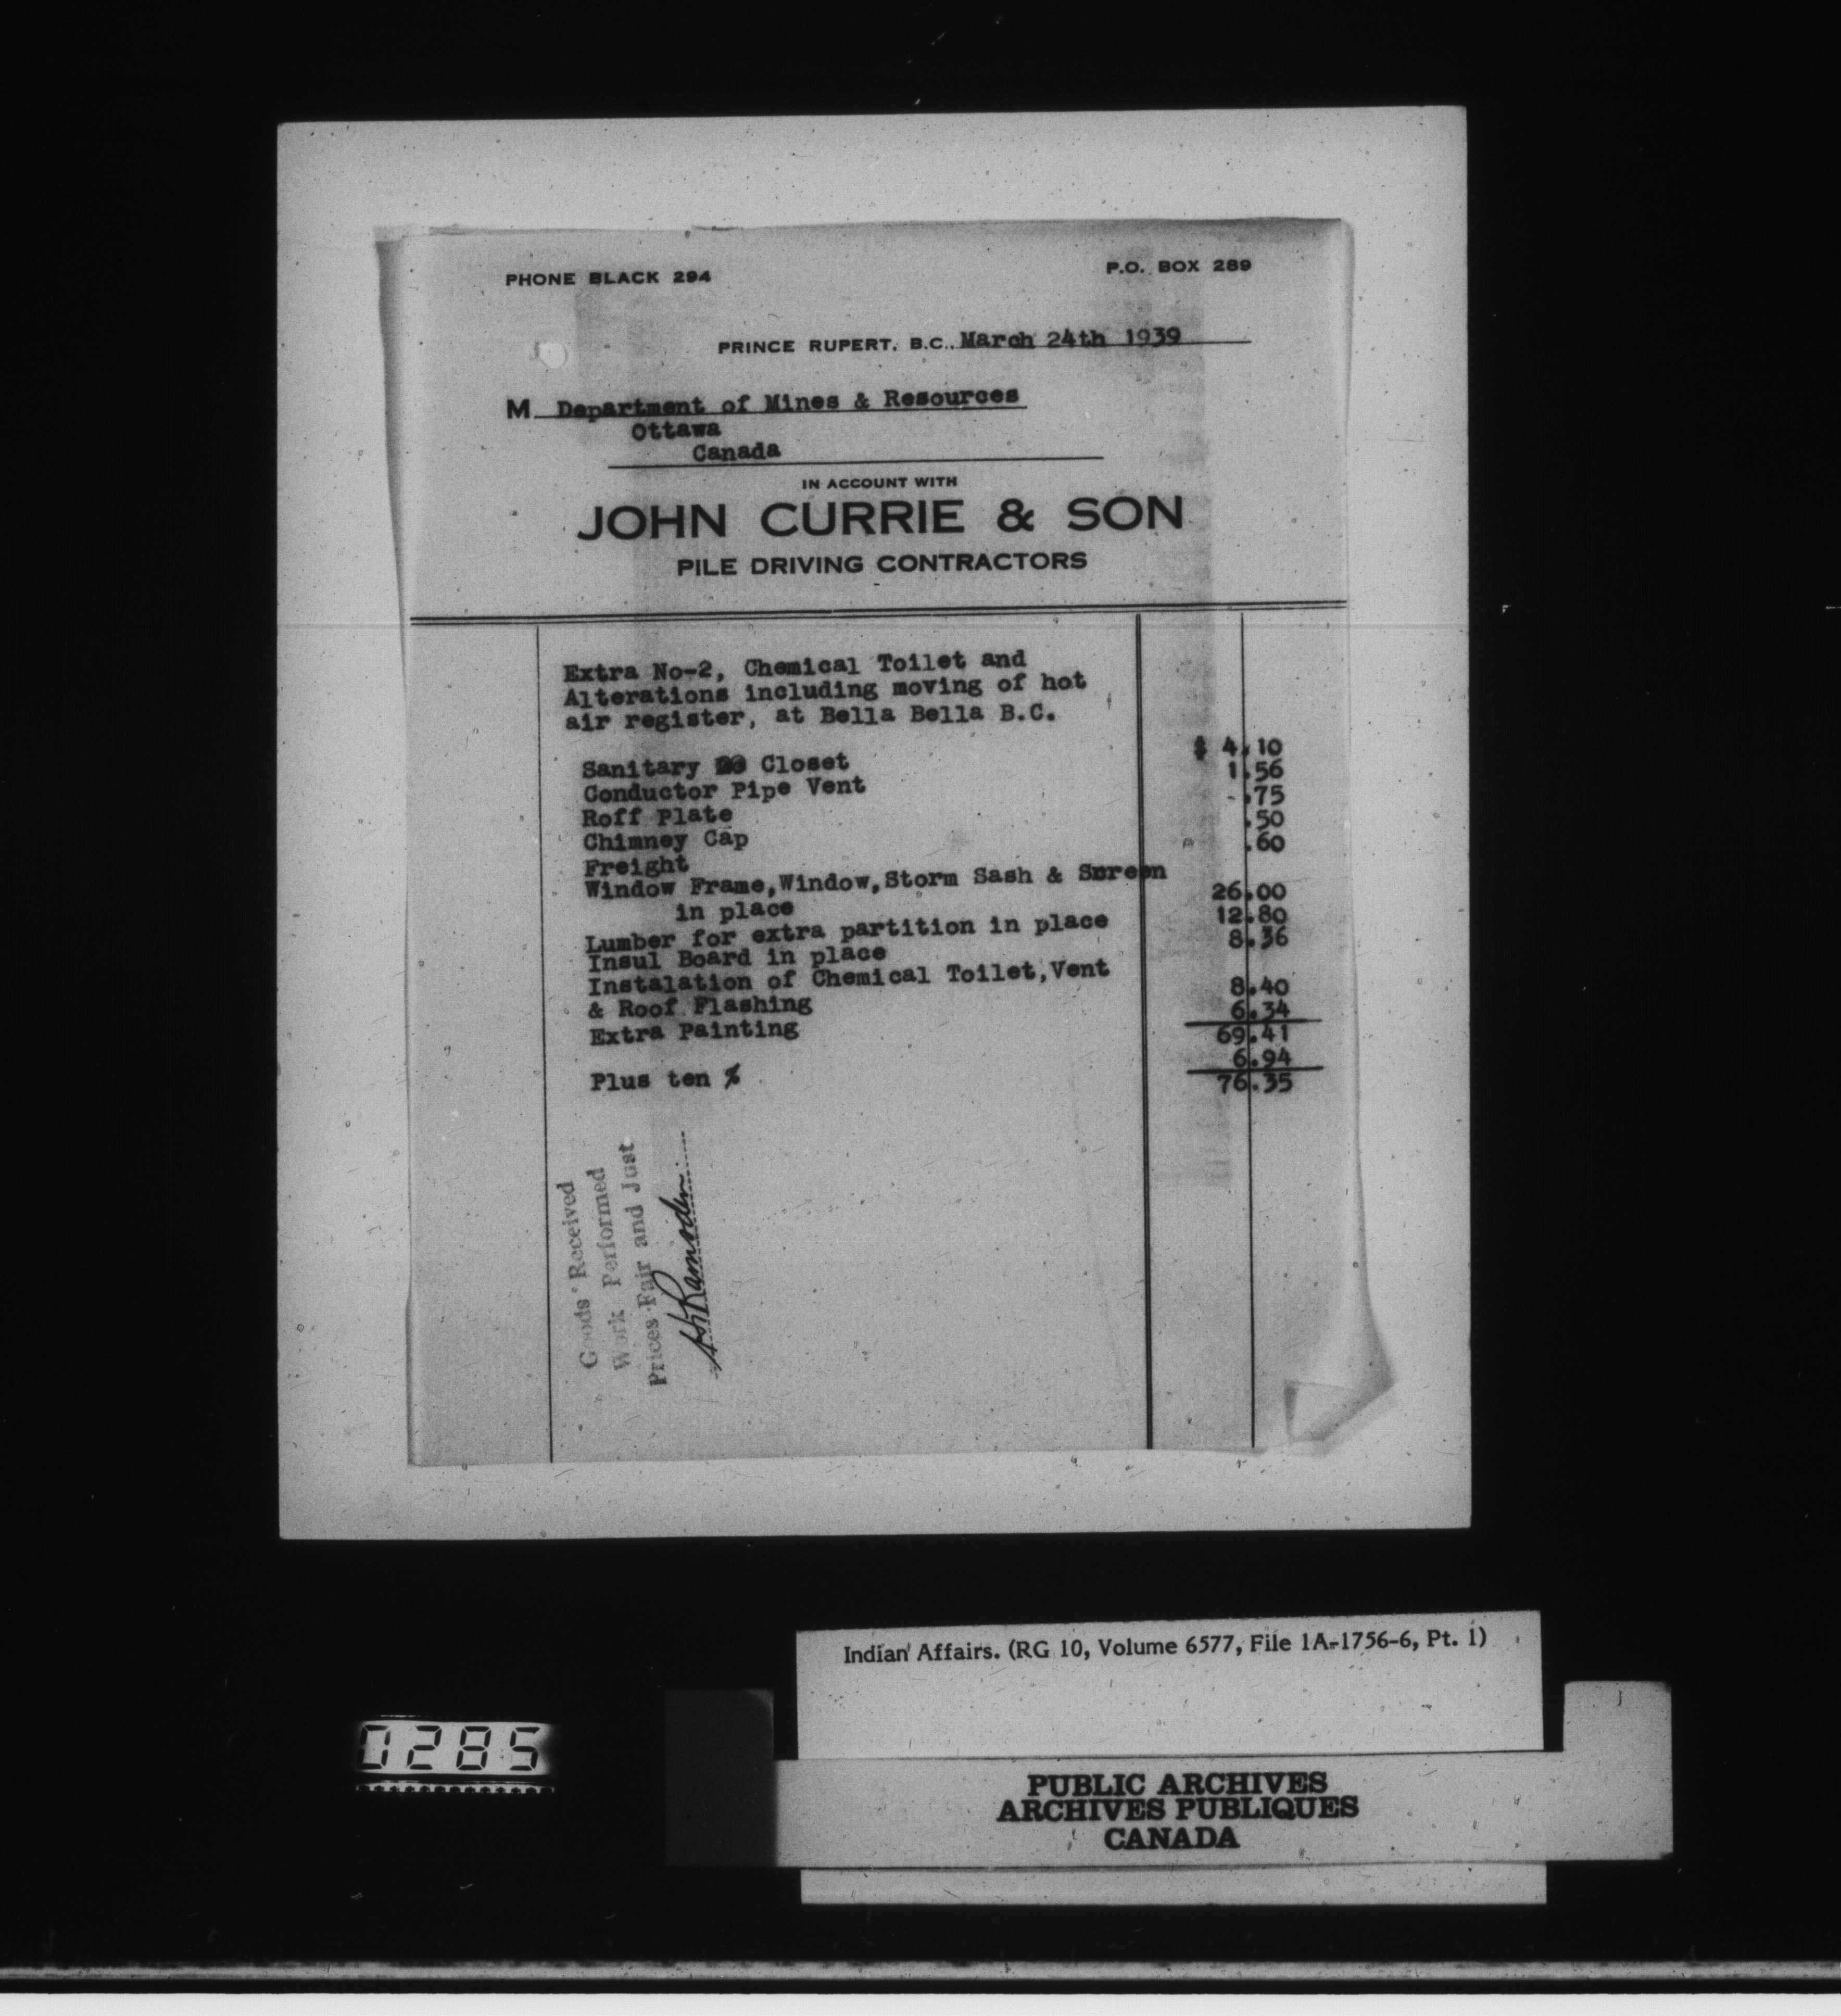 PHONE BLACK 294 P.O. BOX 289
PRINCE RUPERT, B.C., March 24th 1939
M Department of Mines & Resources
Ottawa
Canada
IN ACCOUNT WITH
JOHN CURRIE & SON
PILE DRIVING CONTRACTORS
Extra No-2, Chemical Toilet and
Alterations including moving of hot
air register, at Bella Bella B.C.
Sanitary Closet $ 4.10
Conductor Pipe Vent 1.56
Roff Plate .75
Chimney Cap .50
Freight .60
Window Frame,Window,Storm Sash & Screen
in place 26.00
Lumber for extra partition in place 12.80
Insul Board in place 8.36
Instalation of Chemical Toilet,Vent
& Roof Flashing 8.40
Extra Painting 6.34
69.41
Plus ten % 6.94
76.35
Goods Received
Work Performed
Prices Fair and Just
Indian Affairs. (RG 10, Volume 6577, File 1A-1756-6, Pt. 1)
0285
PUBLIC ARCHIVES
ARCHIVES PUBLIQUES
CANADA